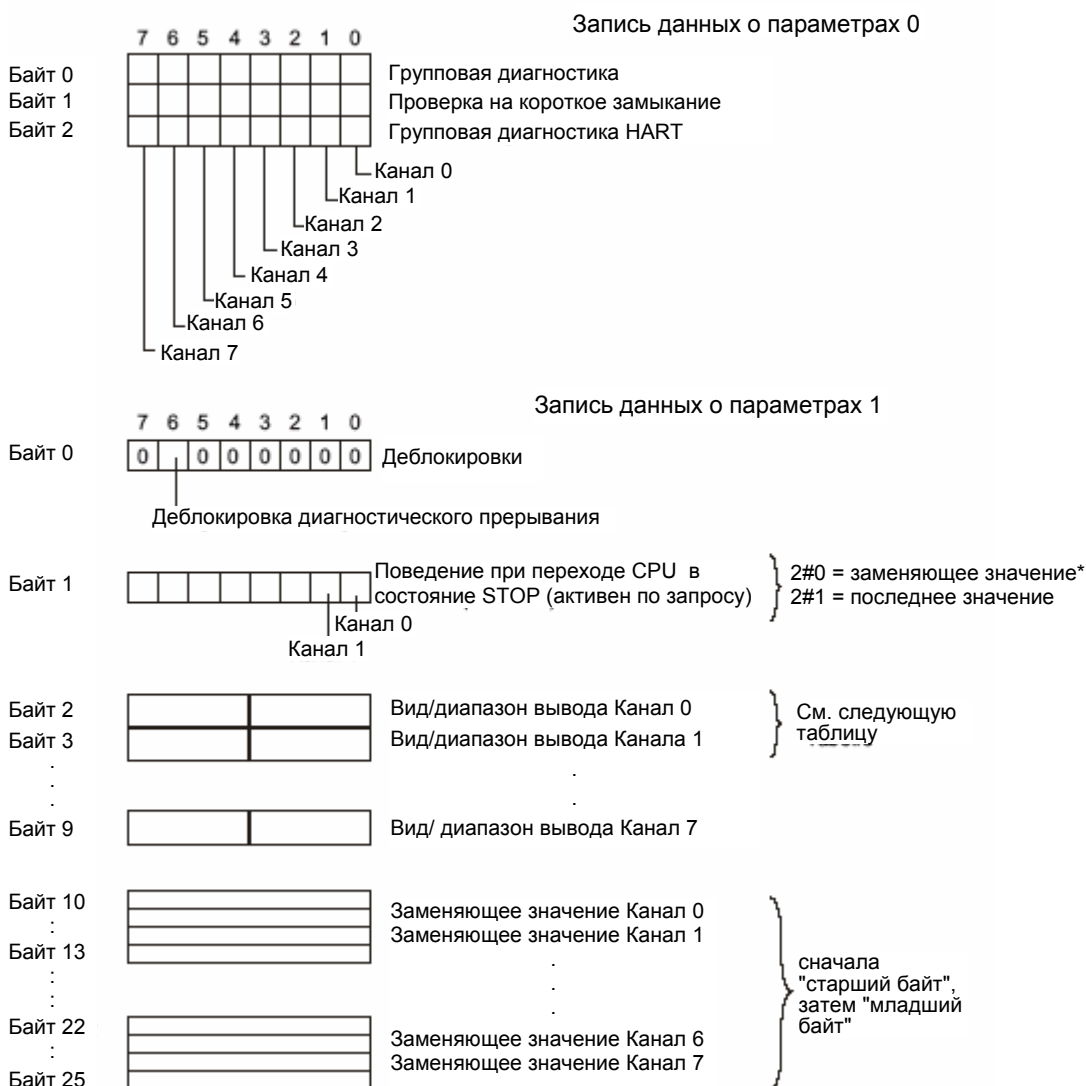 Запись данных о параметрах 0
7 6 5 4 3 2 1 0
Байт 0 Групповая диагностика
Байт 1 Проверка на короткое замыкание
Байт 2 Групповая диагностика HART
Канал 0
Канал 1
Канал 2
Канал 3
Канал 4
Канал 5
Канал 6
Канал 7
Запись данных о параметрах 1
7 6 5 4 3 2 1 0
Байт 0 0 0 0 0 0 0 0 Деблокировки
Деблокировка диагностического прерывания
Байт 1 Поведение при переходе CPU в 2#0 = заменяющее значение*
состояние STOP (активен по запросу) 2#1 = последнее значение
Канал 0
Канал 1
Байт 2 Вид/диапазон вывода Канал 0 См. следующую
Байт 3 Вид/диапазон вывода Канала 1 таблицу
. .
. .
.
Байт 9 Вид/ диапазон вывода Канал 7
Байт 10 Заменяющее значение Канал 0
: Заменяющее значение Канал 1
Байт 13 .
: . сначала
: . "старший байт",
затем "младший
байт"
Байт 22 Заменяющее значение Канал 6
: Заменяющее значение Канал 7
Байт 25